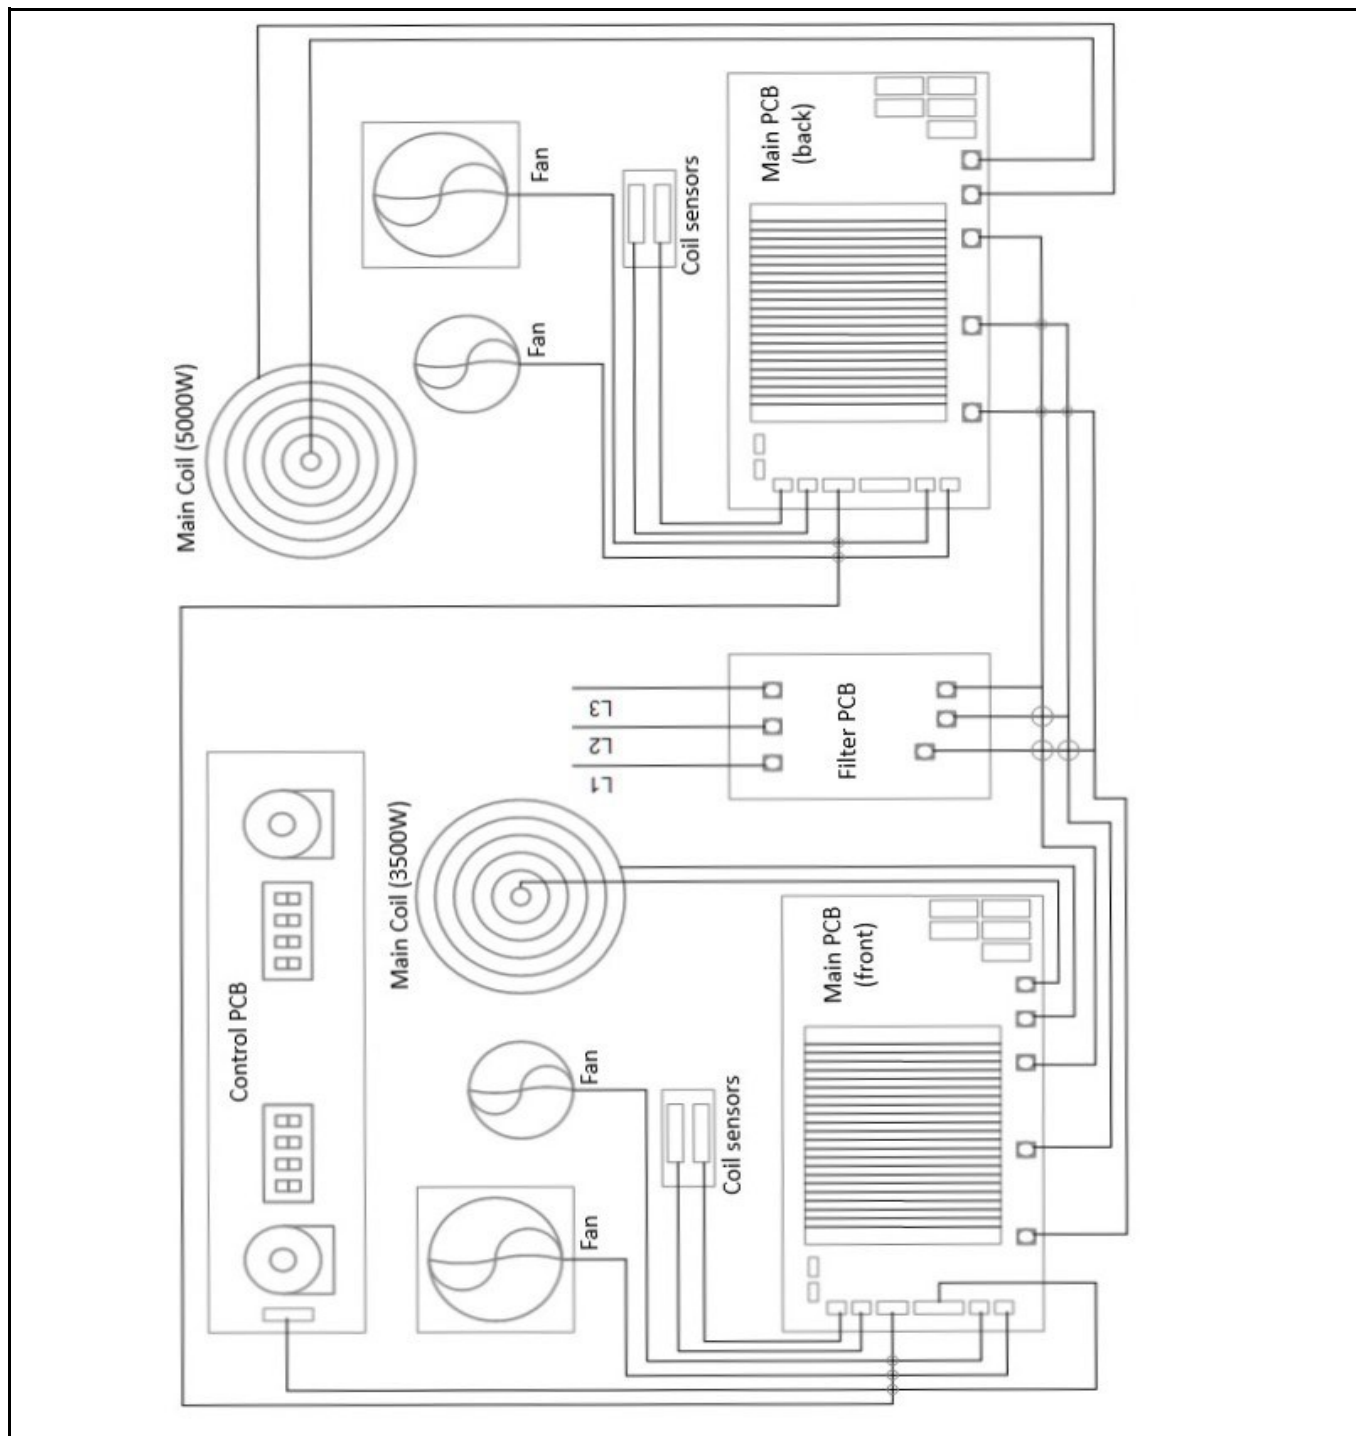 Main Coil (5000W)
Fan
Fan
Coil sensors
Main PCB
(back)
L3
L2
L1
Filter PCB
Control PCB
Main Coil (3500W)
Fan
Fan
Coil sensors
Main PCB
(front)